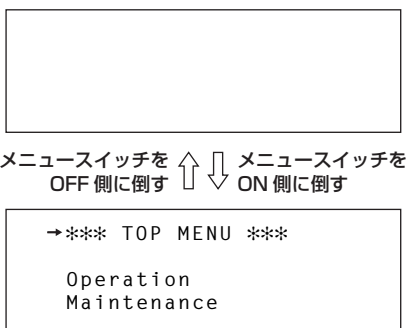 メニュースイッチを
OFF 側に倒す
メニュースイッチを
ON 側に倒す
→*** TOP MENU ***
Operation
Maintenance